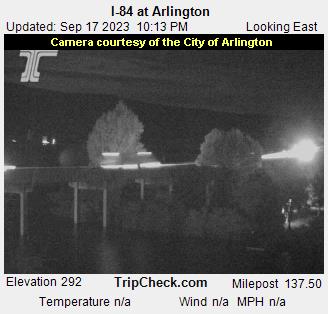 I-84 at Arlington
Updated: Sep 17 2023 10:13 PM Looking East
Camera courtesy of the City of Arlington
Elevation 292 TripCheck.com Milepost 137.50
Temperature n/a Wind n/a MPH n/a